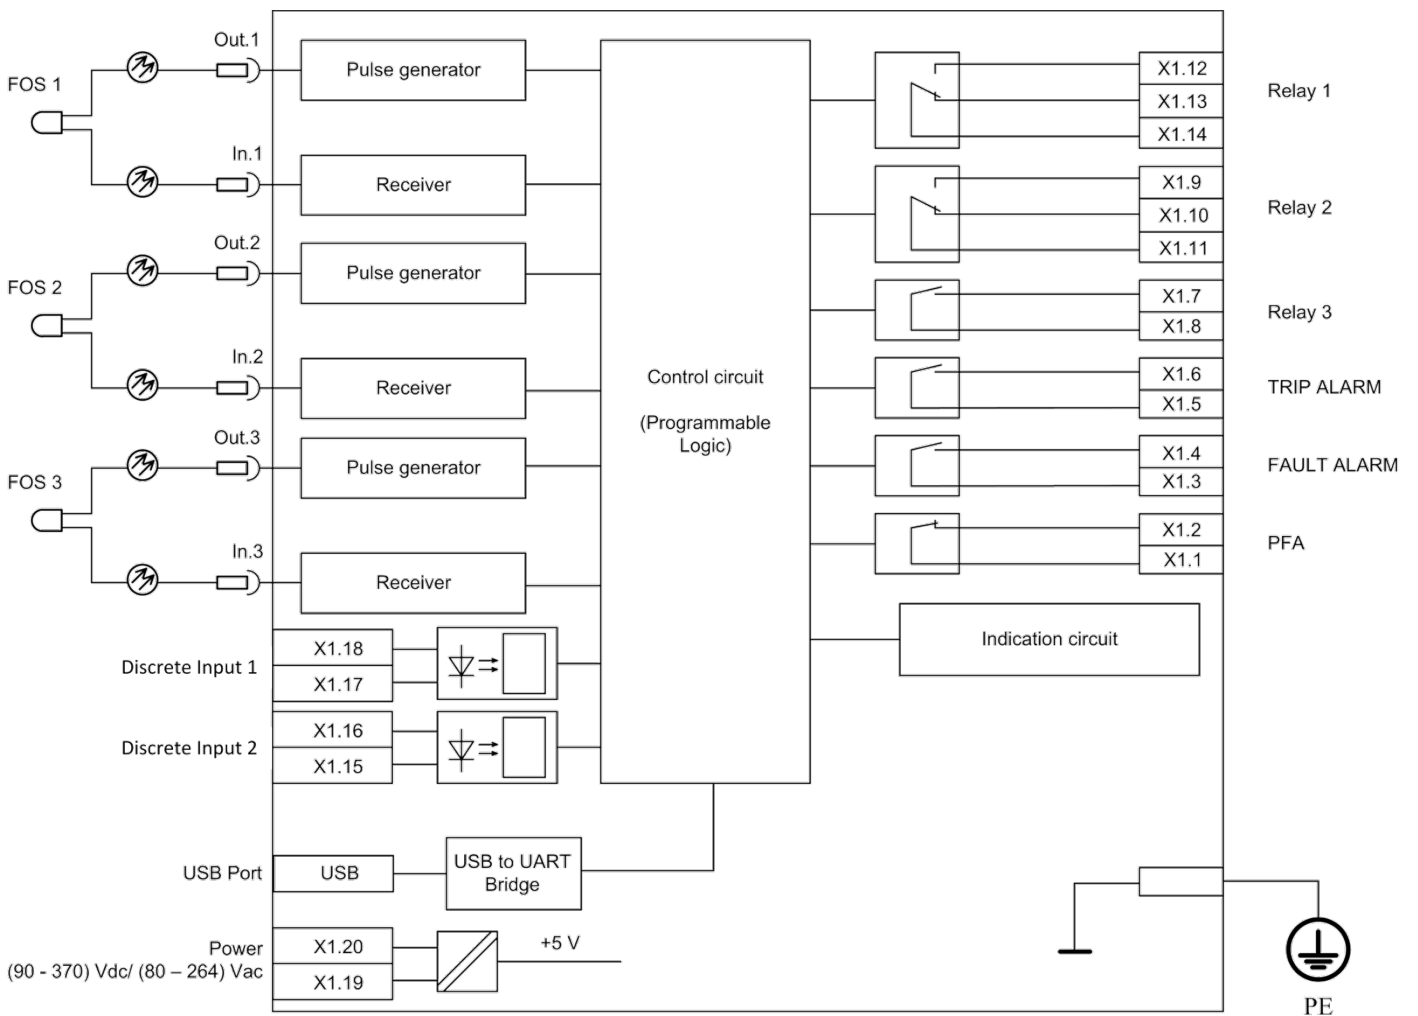 FOS 1
Out.1
In.1
Pulse generator
Receiver
FOS 2
Out.2
In.2
Pulse generator
Receiver
FOS 3
Out.3
In.3
Pulse generator
Receiver
Discrete Input 1
X1.18
X1.17
Discrete Input 2
X1.16
X1.15
USB Port
USB
USB to UART
Bridge
Power
(90 - 370) Vdc/ (80 – 264) Vac
X1.20
X1.19
+5 V
Control circuit
(Programmable
Logic)
X1.12
X1.13
X1.14
Relay 1
X1.9
X1.10
X1.11
Relay 2
X1.7
X1.8
Relay 3
X1.6
X1.5
TRIP ALARM
X1.4
X1.3
FAULT ALARM
X1.2
X1.1
PFA
Indication circuit
PE